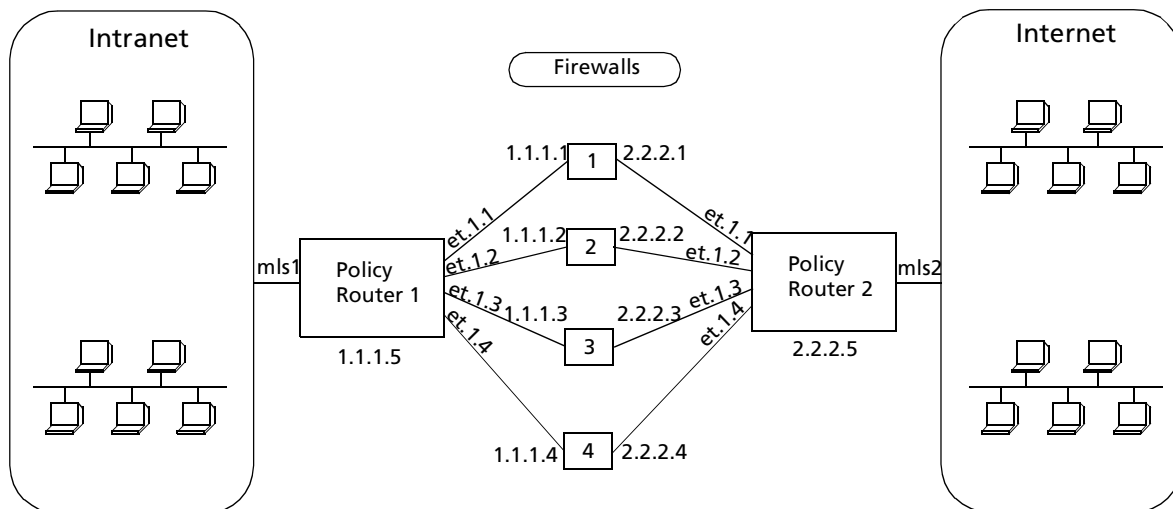 Intranet
Internet
Firewalls
1.1.1.1
1
2.2.2.1
et.1.1
et.1.1
1.1.1.2
2
2.2.2.2
et.1.2
et.1.2
mls1
Policy
Router 1
Policy
Router 2
mls2
et.1.3
et.1.3
1.1.1.3
3
2.2.2.3
et.1.4
et.1.4
1.1.1.5
2.2.2.5
1.1.1.4
4
2.2.2.4